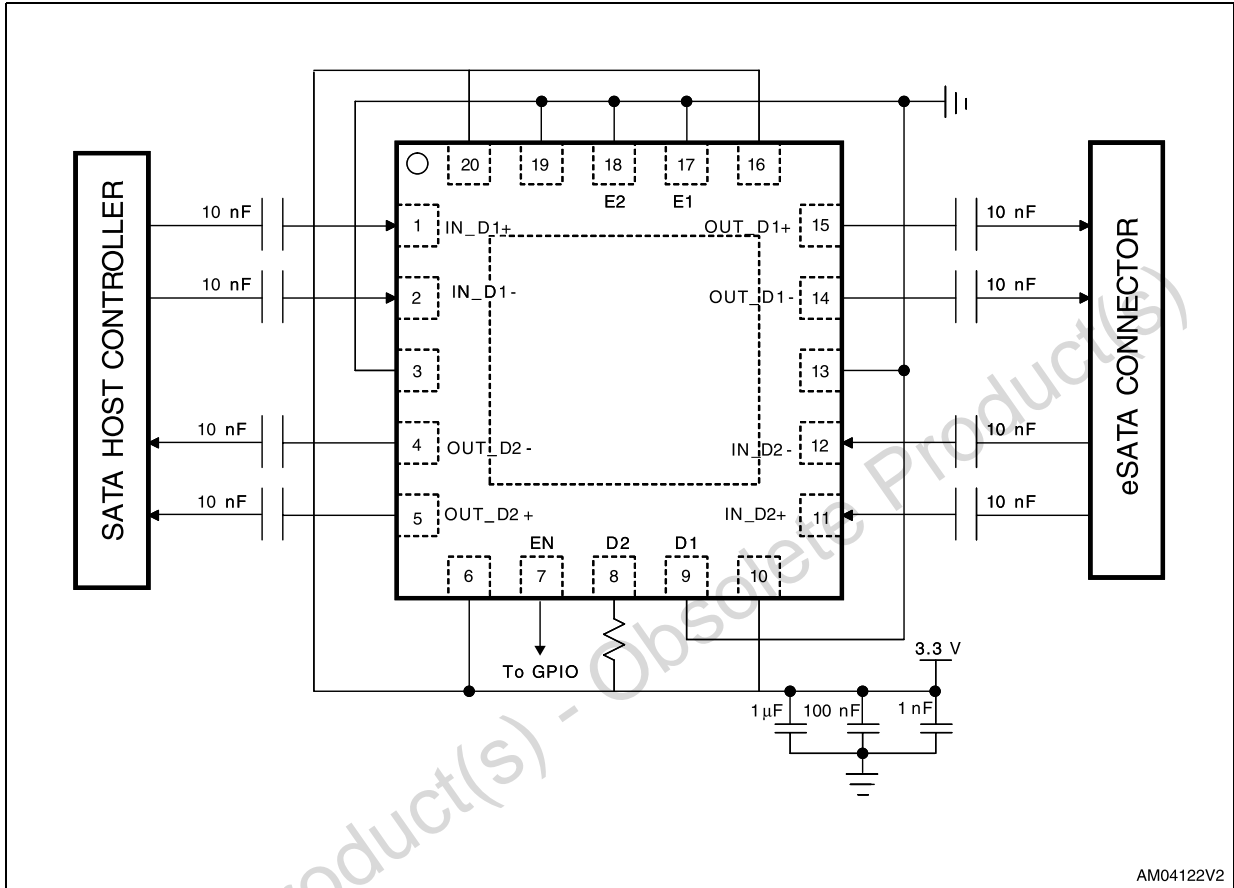 20 19 18 17 16
E2 E1
SATA HOST CONTROLLER
10 nF
1 IN_D1+
10 nF
2 IN_D1-
3
10 nF
4 OUT_D2-
10 nF
5 OUT_D2+
OUT_D1+ 15
10 nF
OUT_D1- 14
10 nF
13
IN_D2- 12
10 nF
IN_D2+ 11
10 nF
eSATA CONNECTOR
EN D2 D1
6 7 8 9 10
To GPIO
3.3 V
1µF 100 nF 1 nF
roduct(s) - Obsolete Product(s)
AM04122V2